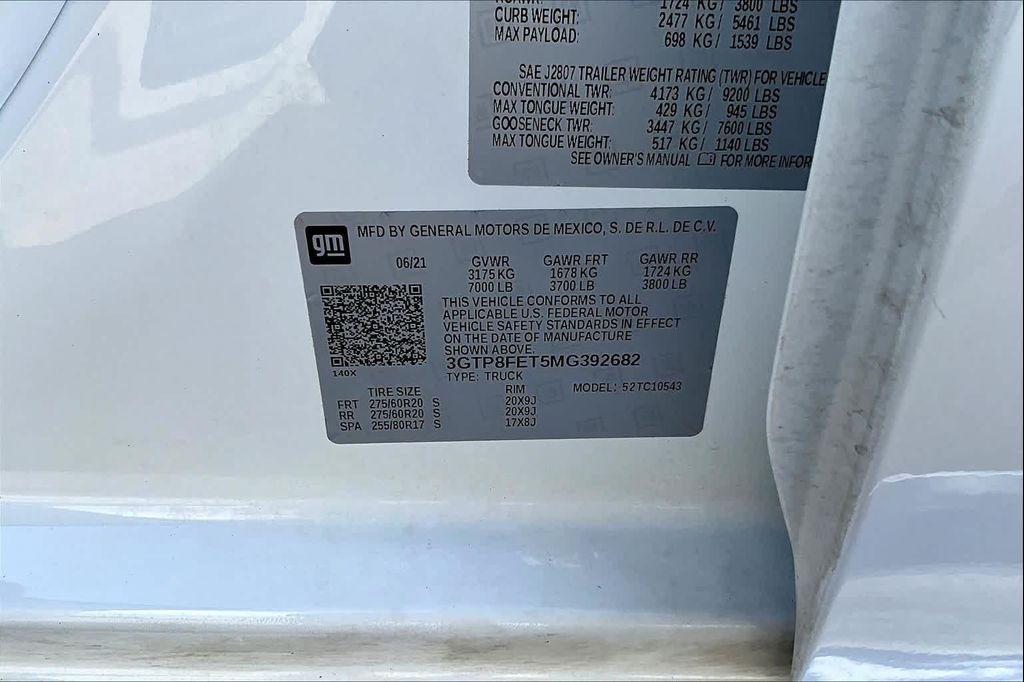 1724 KG/ 3800 LBS
CURB WEIGHT: 2477 KG/ 5461 LBS
MAX PAYLOAD: 698 KG/ 1539 LBS
SAE J2807 TRAILER WEIGHT RATING (TWR) FOR VEHICLE
CONVENTIONAL TWR: 4173 KG/ 9200 LBS
MAX TONGUE WEIGHT: 429 KG/ 945 LBS
GOOSENECK TWR: 3447 KG/ 7600 LBS
MAX TONGUE WEIGHT: 517 KG/ 1140 LBS
SEE OWNER'S MANUAL FOR MORE INFOR
gm
MFD BY GENERAL MOTORS DE MEXICO, S. DE R.L. DE C.V.
06/21 GVWR GAWR FRT GAWR RR
3175 KG 1678 KG 1724 KG
7000 LB 3700 LB 3800 LB
THIS VEHICLE CONFORMS TO ALL
APPLICABLE U.S. FEDERAL MOTOR
VEHICLE SAFETY STANDARDS IN EFFECT
ON THE DATE OF MANUFACTURE
SHOWN ABOVE.
3GTP8FET5MG392682
140X
TYPE: TRUCK
MODEL: 52TC10543
TIRE SIZE RIM
FRT 275/60R20 S 20X9J
RR 275/60R20 S 20X9J
SPA 255/80R17 S 17X8J